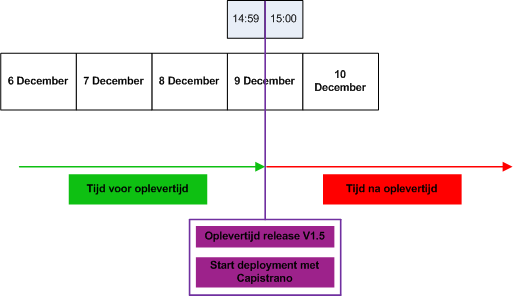 14:59 15:00
6 December 7 December 8 December 9 December 10
December
Tijd voor oplevertijd Tijd na oplevertijd
Oplevertijd release V1.5
Start deployment met
Capistrano